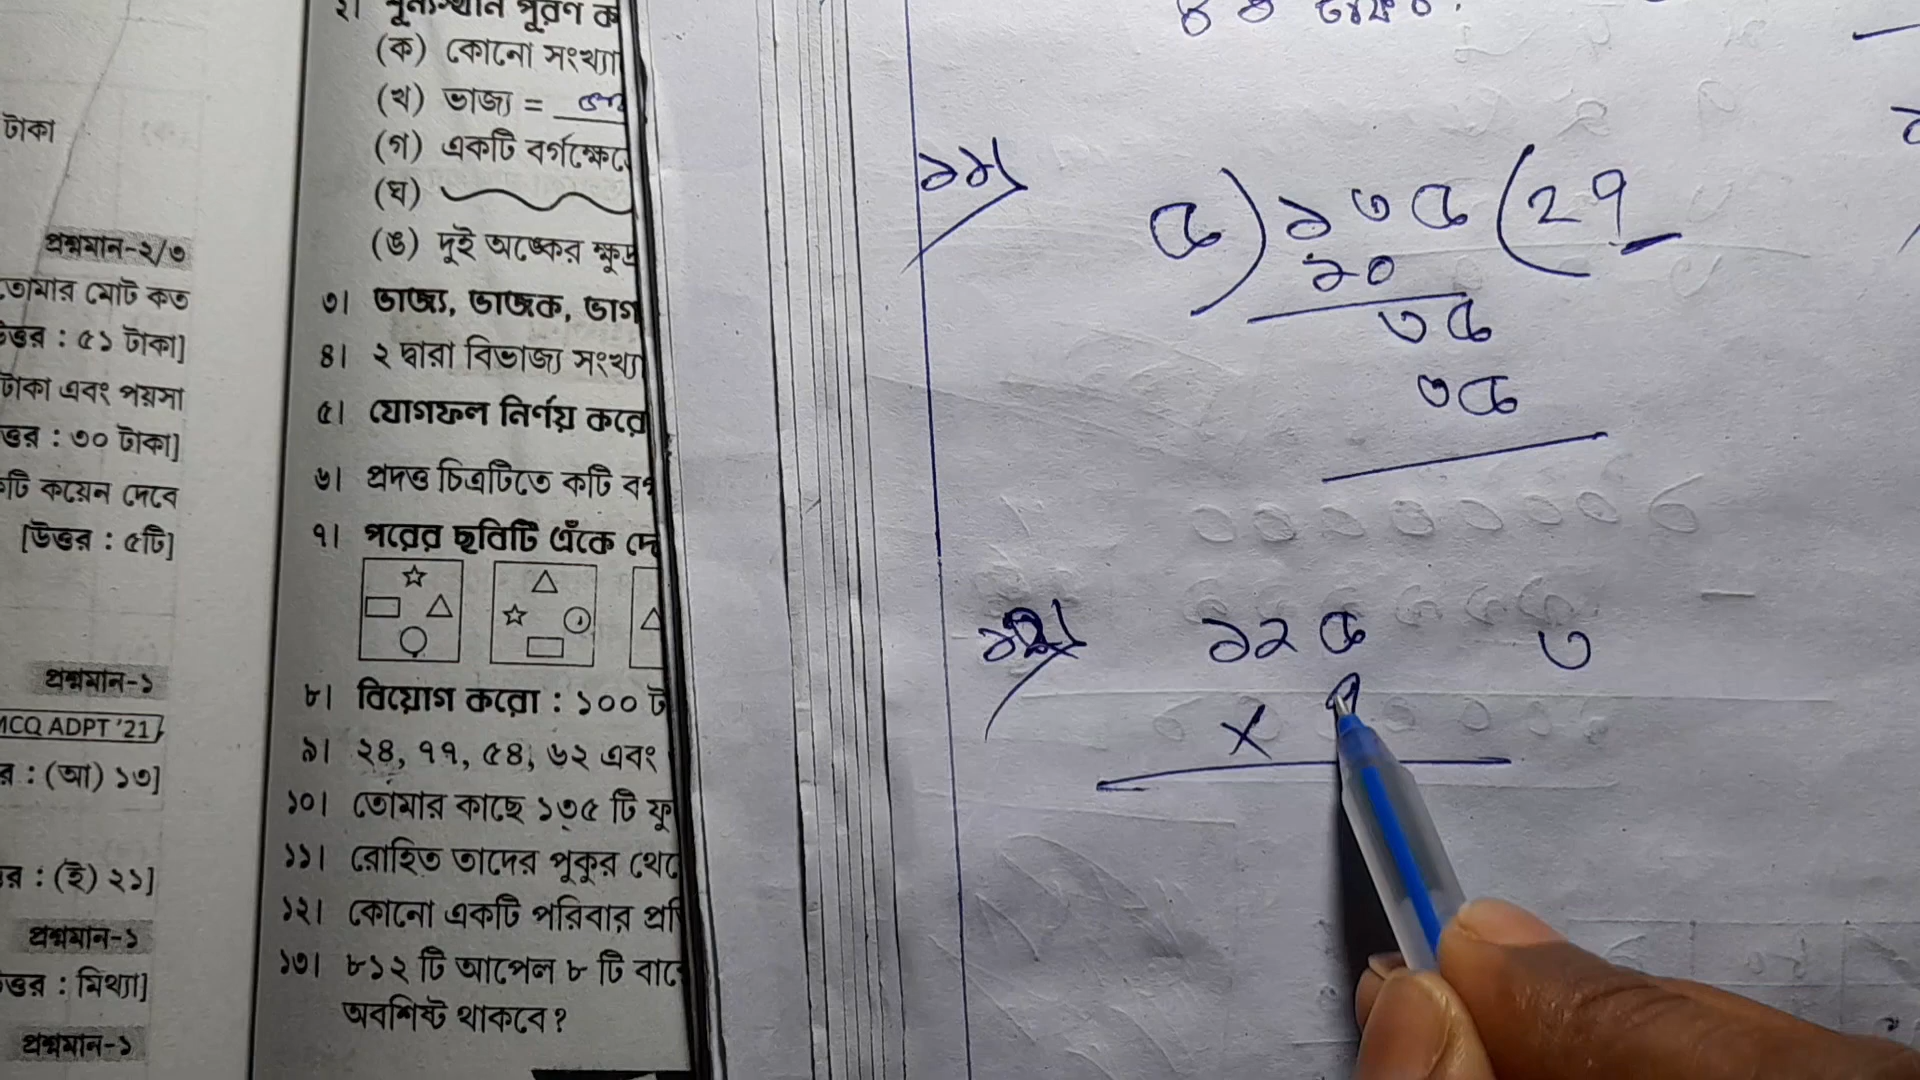 টাকা
প্রশ্নমান-২/৩
তোমার মোট কত
উত্তর : ৫১ টাকা]
টাকা এবং পয়সা
উত্তর : ৩০ টাকা]
কটি কয়েন দেবে
[উত্তর : ৫টি]
প্রশ্নমান-১
MCQ ADPT '21
র : (আ) ১৩]
র : (ই) ২১]
প্রশ্নমান-১
উত্তর : মিথ্যা]
প্রশ্নমান-১
২। শূন্যস্থান পূরণ ক
(ক) কোনো সংখ্যা
(খ) ভাজ্য =
(গ) একটি বর্গক্ষেত্রে
(ঘ)
(ঙ) দুই অঙ্কের ক্ষুদ্র
৩। ভাজ্য, ভাজক, ভাগ
৪। ২ দ্বারা বিভাজ্য সংখ্যা
৫। যোগফল নির্ণয় করো
৬। প্রদত্ত চিত্রটিতে কটি
৭। পরের ছবিটি এঁকে
৮। বিয়োগ করো : ১০০ ট
৯। ২৪, ৭৭, ৫৪, ৬২ এবং
১০। তোমার কাছে ১৩৫ টি ফু
১১। রোহিত তাদের পুকুর থেকে
১২। কোনো একটি পরিবার প্রতি
১৩। ৮১২ টি আপেল ৮ টি
অবশিষ্ট থাকবে?
১১)
৫) ১৩৫ (২৭
১০
৩৫
৩৫
১২) ১২৫ ৩
× ৭